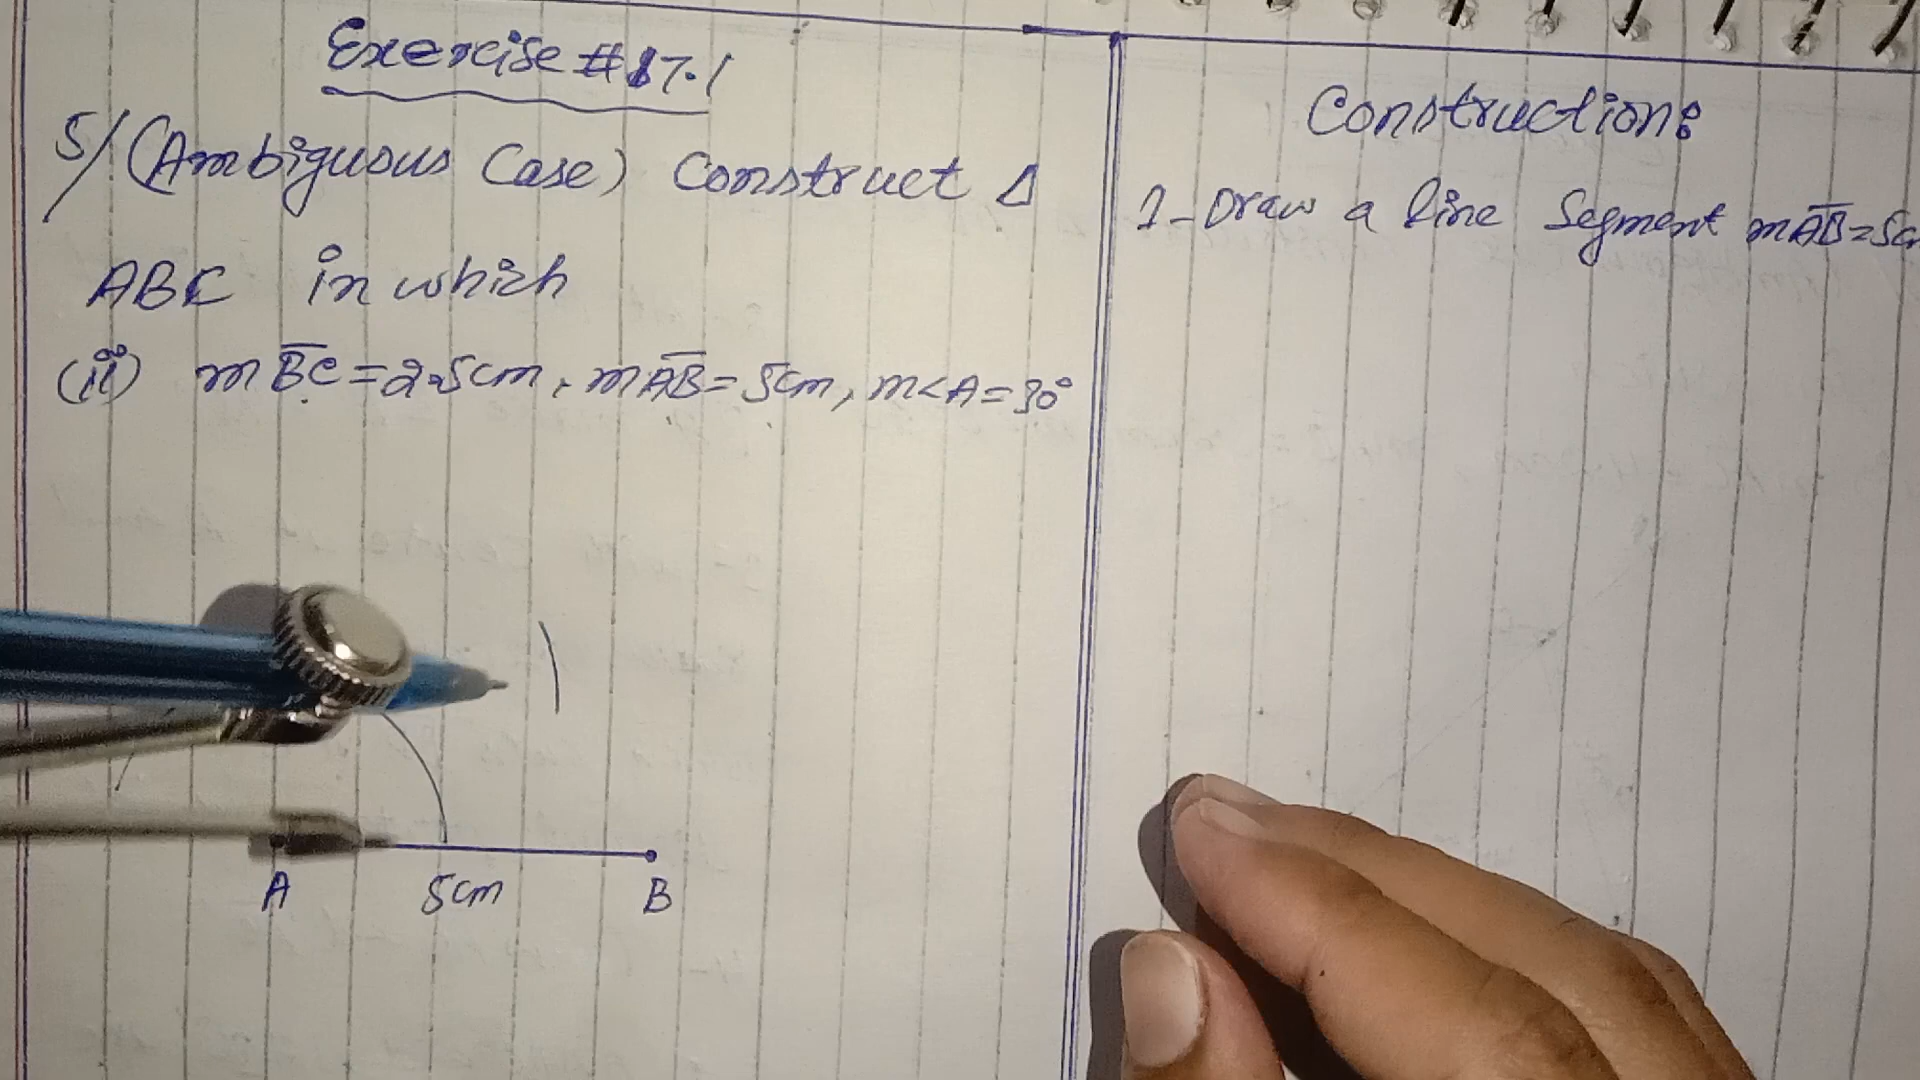 Exercise #17.1
5/ (Ambiguous Case) Construct Δ
ABC in which
(ii) mBC̅=2.5cm, mAB̅=5cm, m<A=30°
A 5cm B
Construction:
1- Draw a line Segment mAB̅=5cm